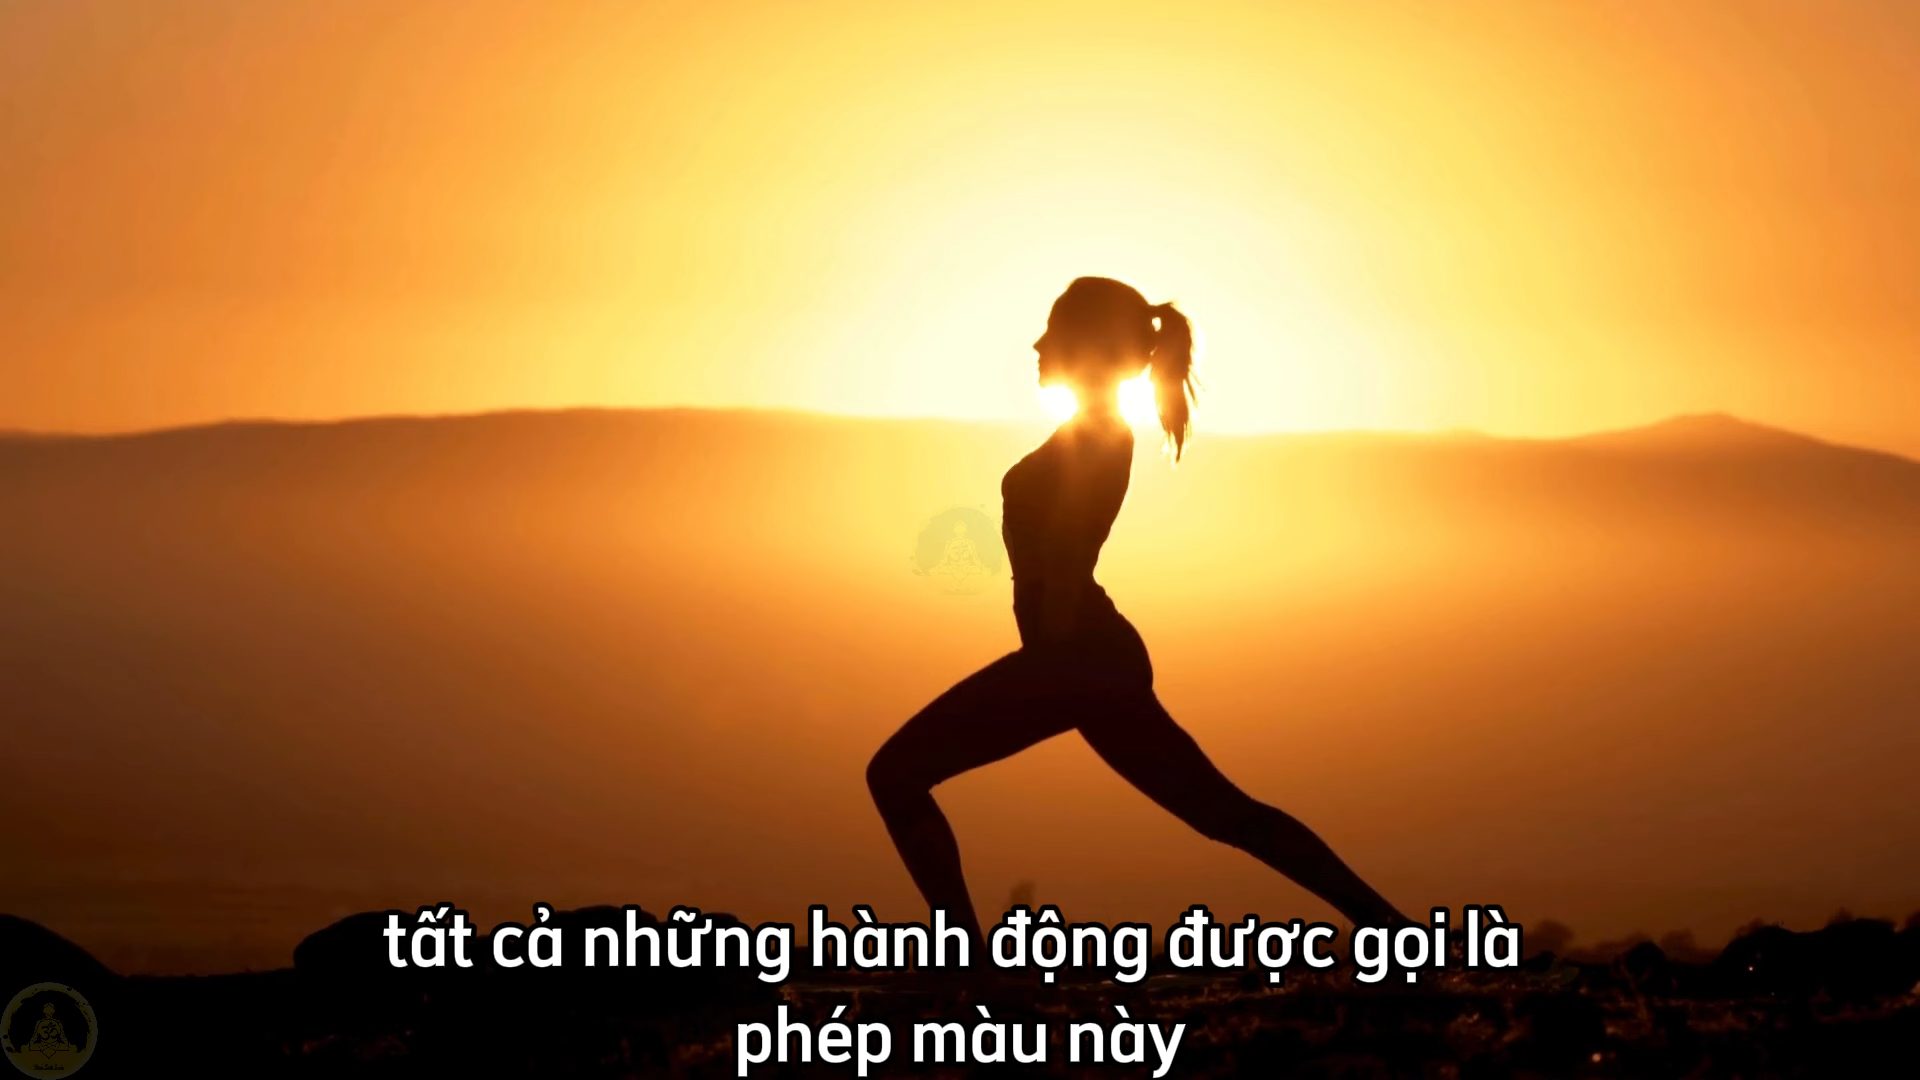 tất cả những hành động được gọi là
phép màu này